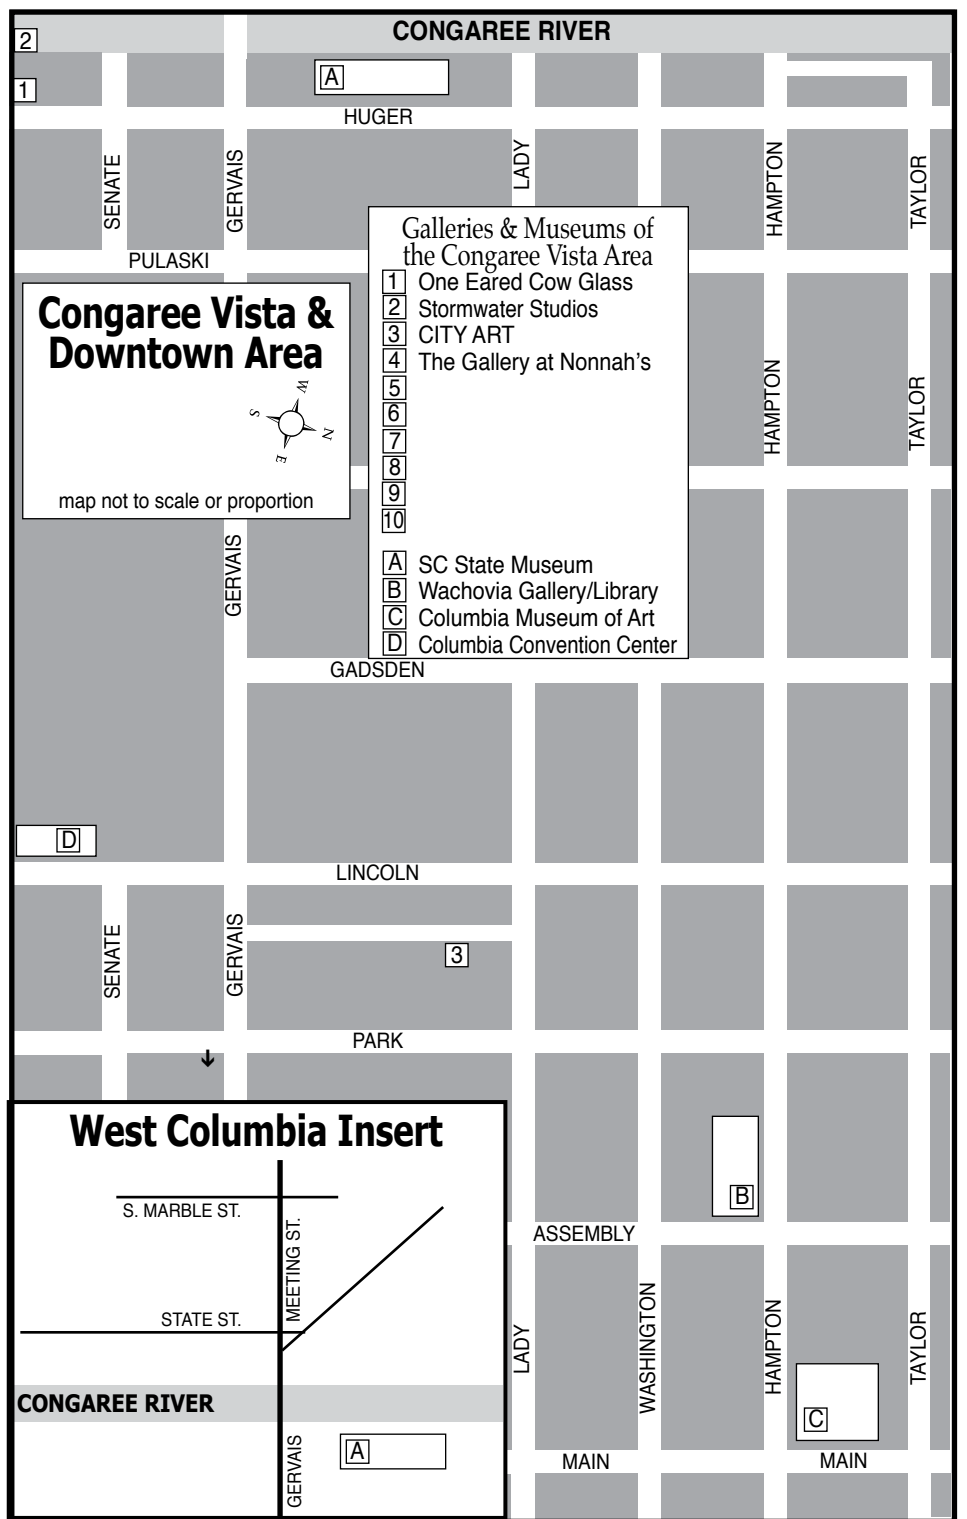 CONGAREE RIVER
2
1
A
HUGER
SENATE
GERVAIS
LADY
HAMPTON
TAYLOR
PULASKI
Galleries & Museums of
the Congaree Vista Area
1 One Eared Cow Glass
2 Stormwater Studios
3 CITY ART
4 The Gallery at Nonnah’s
5
6
7
8
9
10
A SC State Museum
B Wachovia Gallery/Library
C Columbia Museum of Art
D Columbia Convention Center
Congaree Vista &
Downtown Area
W
S
N
E
map not to scale or proportion
HAMPTON
TAYLOR
GERVAIS
GADSDEN
D
LINCOLN
SENATE
GERVAIS
3
PARK
West Columbia Insert
S. MARBLE ST.
MEETING ST.
STATE ST.
CONGAREE RIVER
GERVAIS
A
B
ASSEMBLY
LADY
WASHINGTON
HAMPTON
TAYLOR
C
MAIN
MAIN